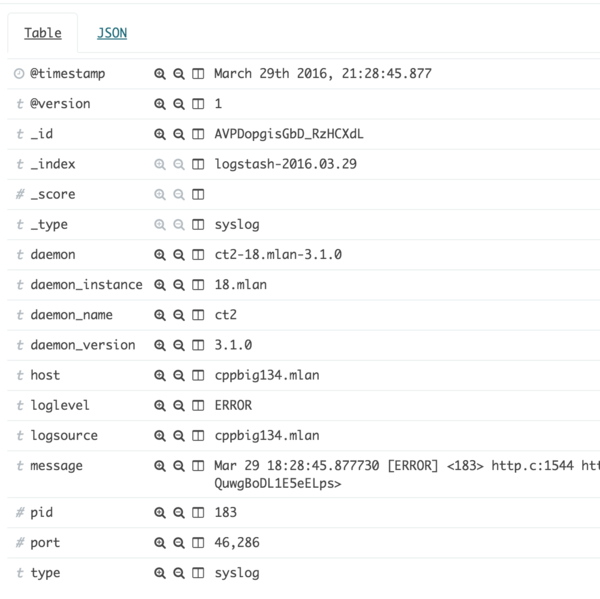 Table JSON
@timestamp March 29th 2016, 21:28:45.877
t @version 1
t _id AVPDopgisGbD_RzHCXdL
t _index logstash-2016.03.29
# _score
t _type syslog
t daemon ct2-18.mlan-3.1.0
t daemon_instance 18.mlan
t daemon_name ct2
t daemon_version 3.1.0
t host cppbig134.mlan
t loglevel ERROR
t logsource cppbig134.mlan
t message Mar 29 18:28:45.877730 [ERROR] <183> http.c:1544 htt
QuwgBoDL1E5eELps>
# pid 183
# port 46,286
t type syslog